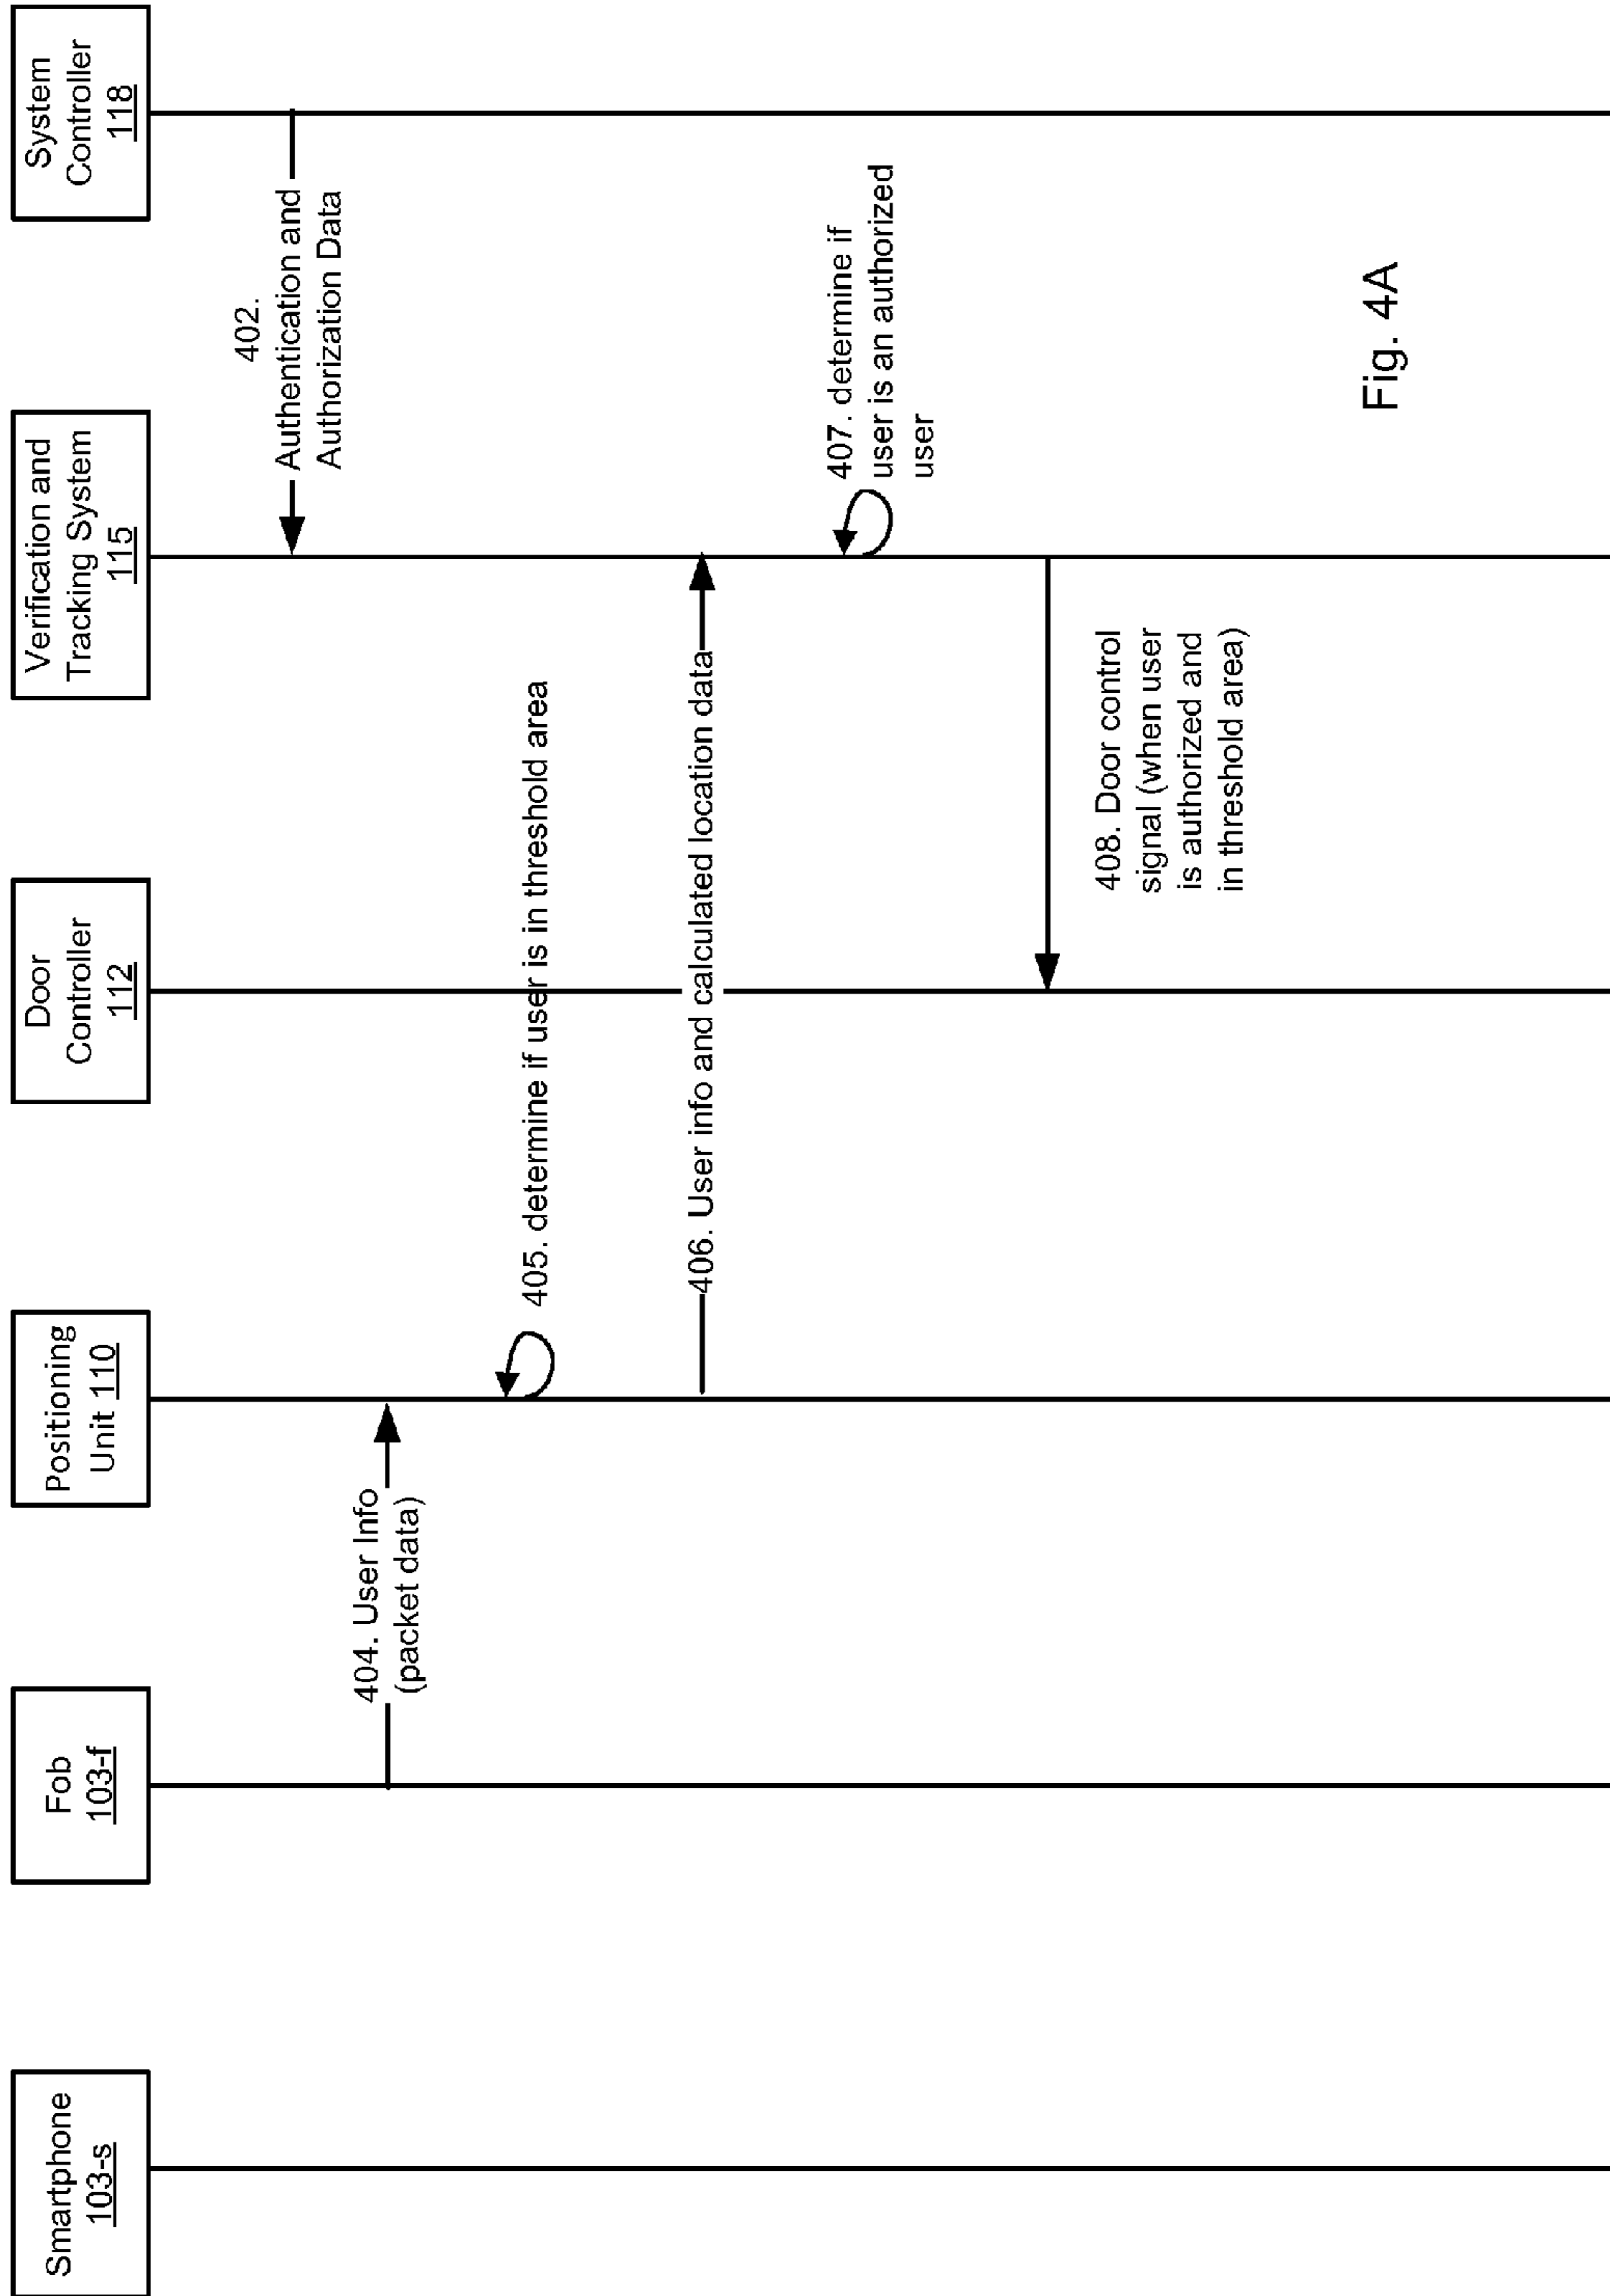 Smartphone
103-s
Fob
103-f
Positioning
Unit 110
Door
Controller
112
Verification and
Tracking System
115
System
Controller
118
402.
Authentication and
Authorization Data
404. User Info
(packet data)
405. determine if user is in threshold area
406. User info and calculated location data
407. determine if
user is an authorized
user
408. Door control
signal (when user
is authorized and
in threshold area)
Fig. 4A